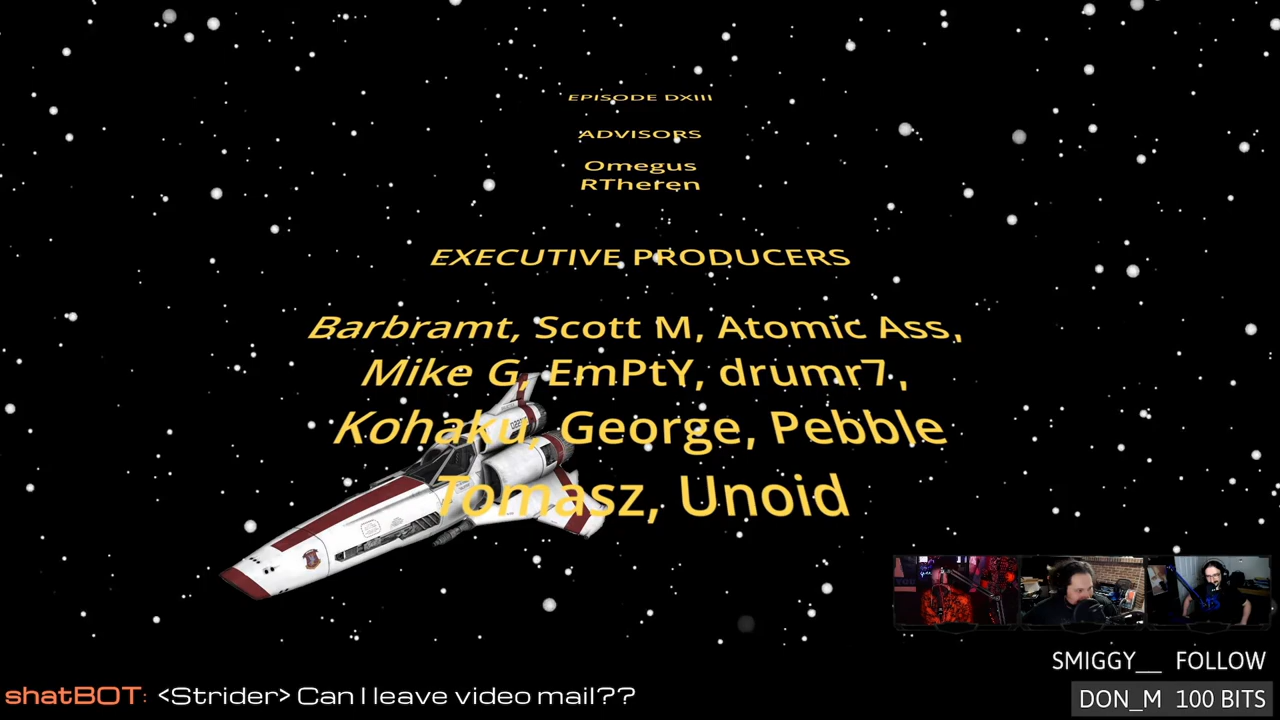 EPISODE DXIII
ADVISORS
Omegus
RTheren
EXECUTIVE PRODUCERS
Barbramt, Scott M, Atomic Ass,
Mike G, EmPtY, drumr7,
Kohaku, George, Pebble
Tomasz, Unoid
SMIGGY__ FOLLOW
shatBOT: <Strider> Can I leave video mail??
DON_M 100 BITS